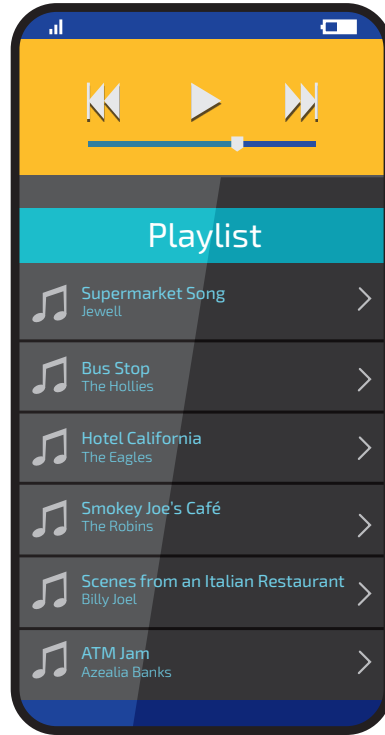 Playlist
Supermarket Song
Jewell
Bus Stop
The Hollies
Hotel California
The Eagles
Smokey Joe's Café
The Robins
Scenes from an Italian Restaurant
Billy Joel
ATM Jam
Azealia Banks